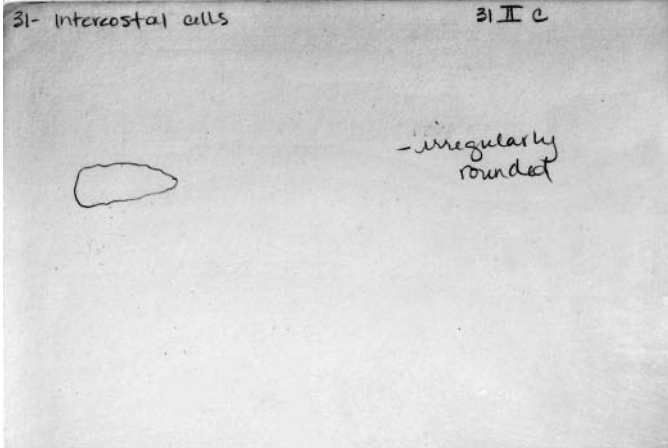 31- Intercostal cells
31 II C
- irregularly
rounded